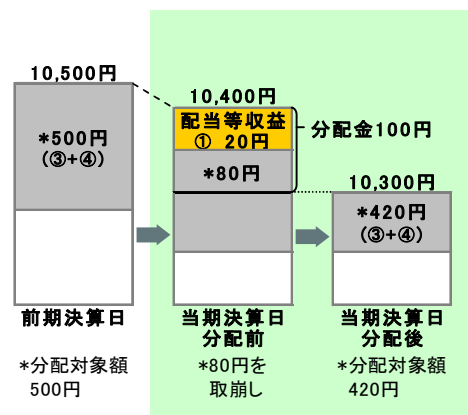 10,500円
*500円
(③+④)
前期決算日
*分配対象額
500円
10,400円
配当等収益
① 20円
*80円
分配金100円
当期決算日
分配前
*80円を
取崩し
10,300円
*420円
(③+④)
当期決算日
分配後
*分配対象額
420円